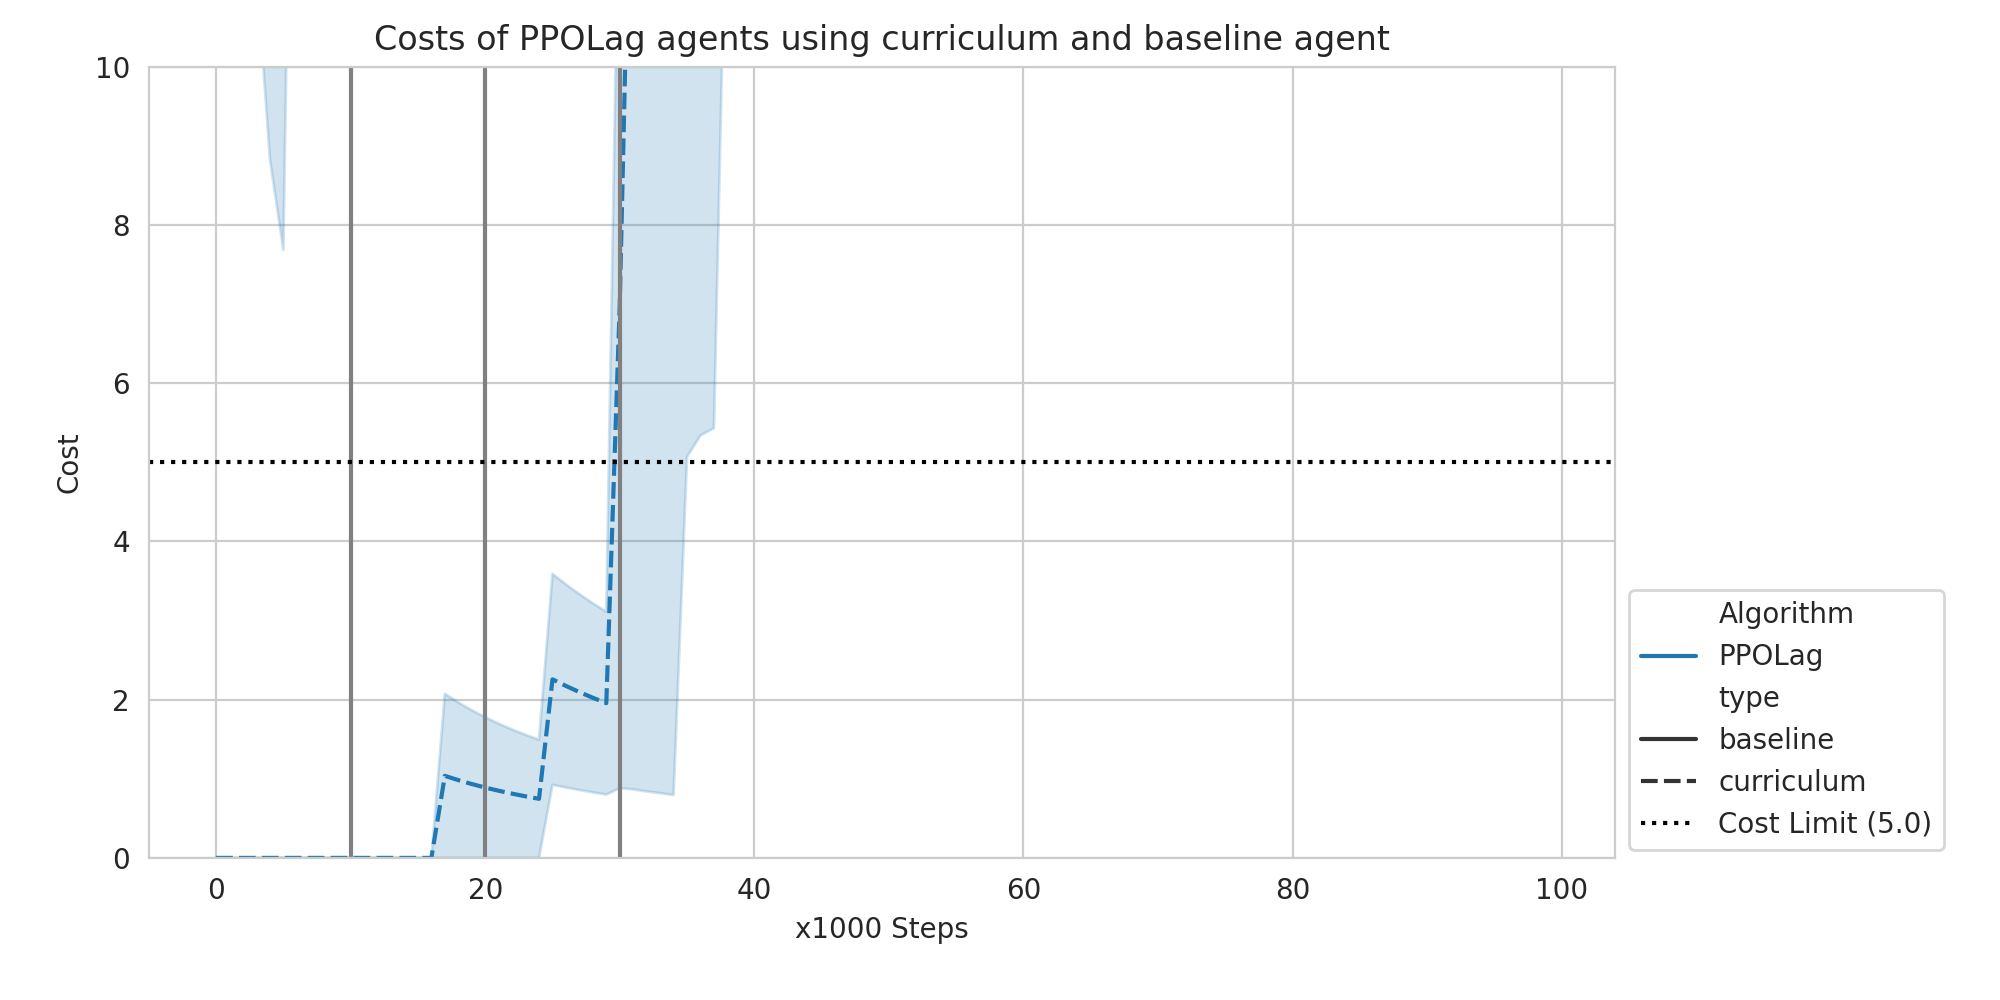 Costs of PPOLag agents using curriculum and baseline agent
10
8
6
4
2
0
Cost
0 20 40 60 80 100
x1000 Steps
Algorithm
PPOLag
type
baseline
curriculum
Cost Limit (5.0)